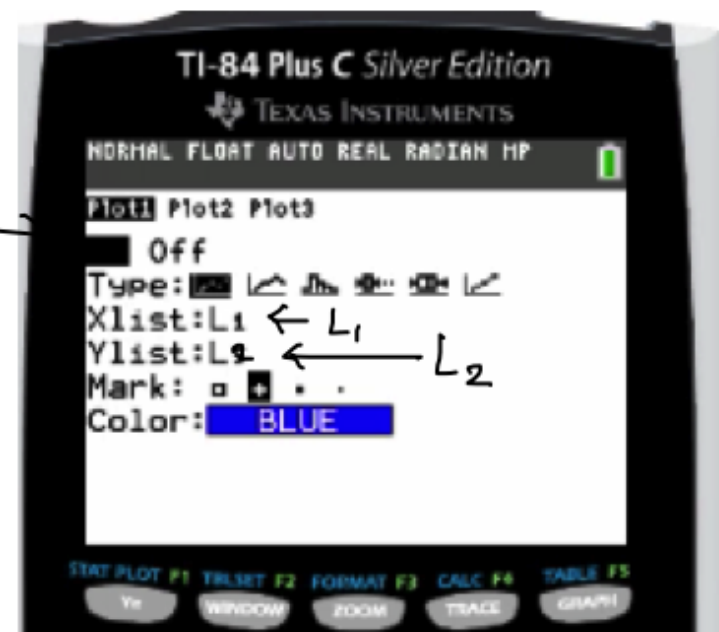 TI-84 Plus C Silver Edition
TEXAS INSTRUMENTS
NORMAL FLOAT AUTO REAL RADIAN MP
Plot1 Plot2 Plot3
Off
Type:
Xlist:L1 ← L1
Ylist:L2 ← L2
Mark:
Color: BLUE
STAT PLOT F1 TBLSET F2 FORMAT F3 CALC F4 TABLE F5
Y= WINDOW ZOOM TRACE GRAPH